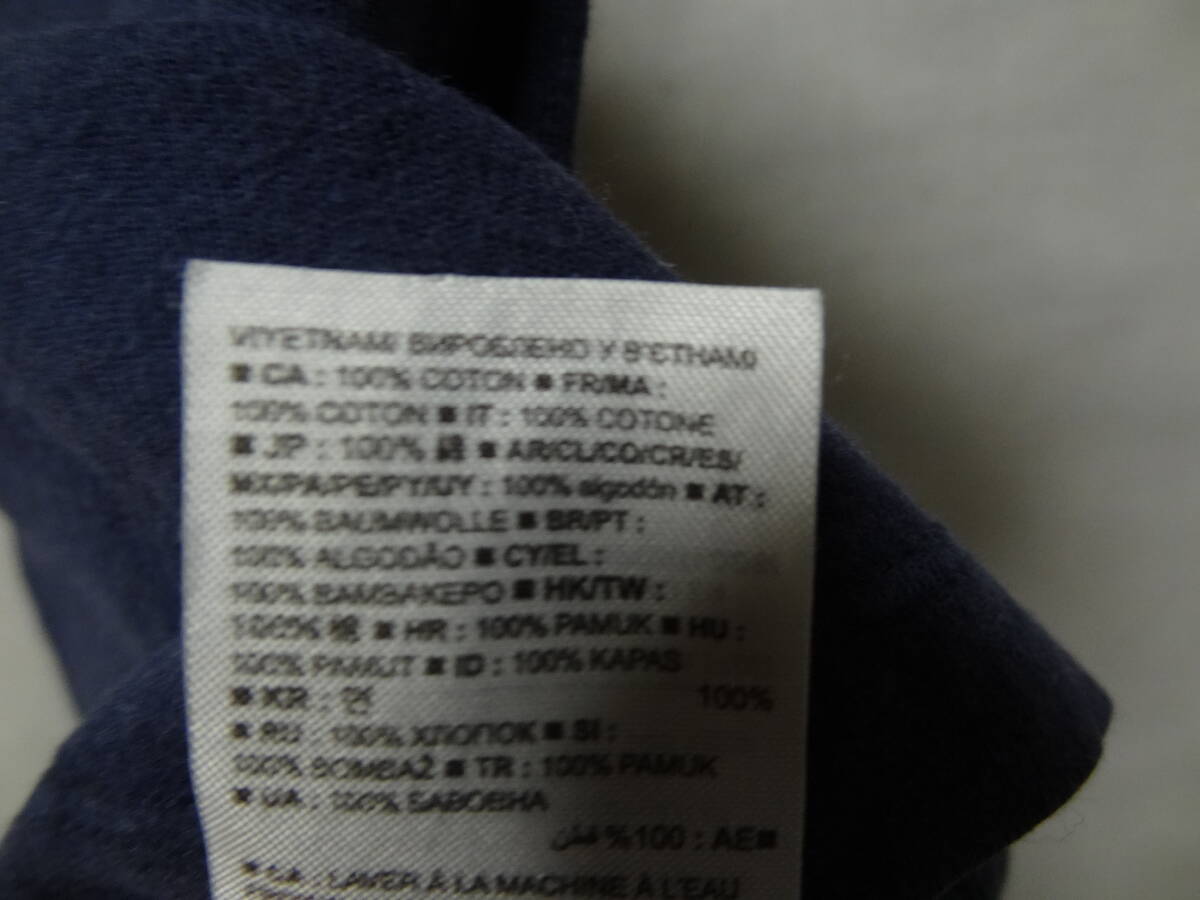 VIYETNAM/ ВИРОБЛЕНО У В'ЄТНАМІ/
■ CA : 100% COTON ■ FR/MA :
100% COTON ■ IT : 100% COTONE
■ JP : 100% 綿 ■ AR/CL/CO/CR/ES/
MX/PA/PE/PY/UY : 100% algodón ■ AT :
100% BAUMWOLLE ■ BR/PT :
100% ALGODÃO ■ CY/EL :
100% ΒΑΜΒΑΚΕΡΟ ■ HK/TW :
100% 棉 ■ HR : 100% PAMUK ■ HU :
100% PAMUT ■ ID : 100% KAPAS
■ KR : 면 100%
■ RU : 100% ХЛОПОК ■ SI :
100% BOMBAŽ ■ TR : 100% PAMUK
■ UA : 100% БАВОВНА
■AE : 100% قطن
■ CA : LAVER À LA MACHINE À L'EAU